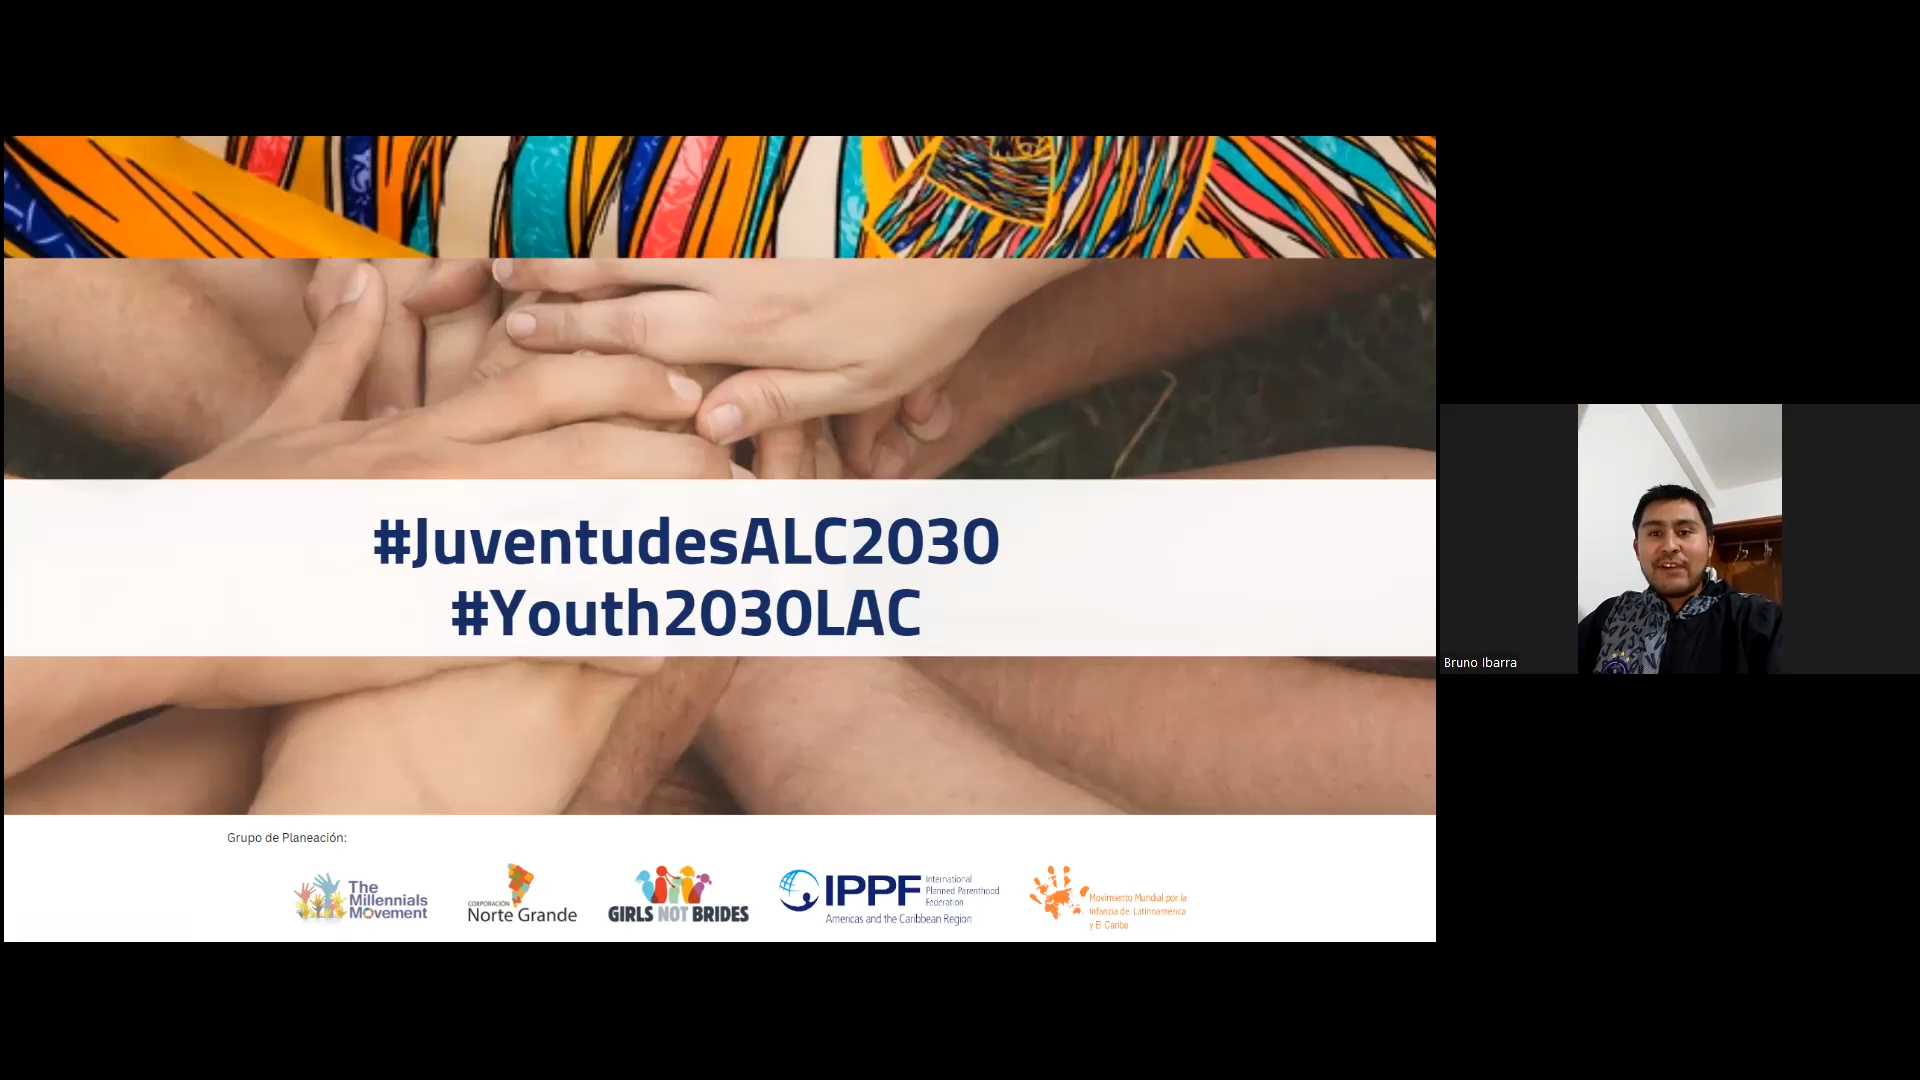 #JuventudesALC2030
#Youth2030LAC
Grupo de Planeación:
The
Millennials
Movement
CORPORACIÓN
Norte Grande
GIRLS NOT BRIDES
IPPF
International
Planned Parenthood
Federation
Americas and the Caribbean Region
Movimiento Mundial por la
Infancia de Latinoamérica
y El Caribe
Bruno Ibarra